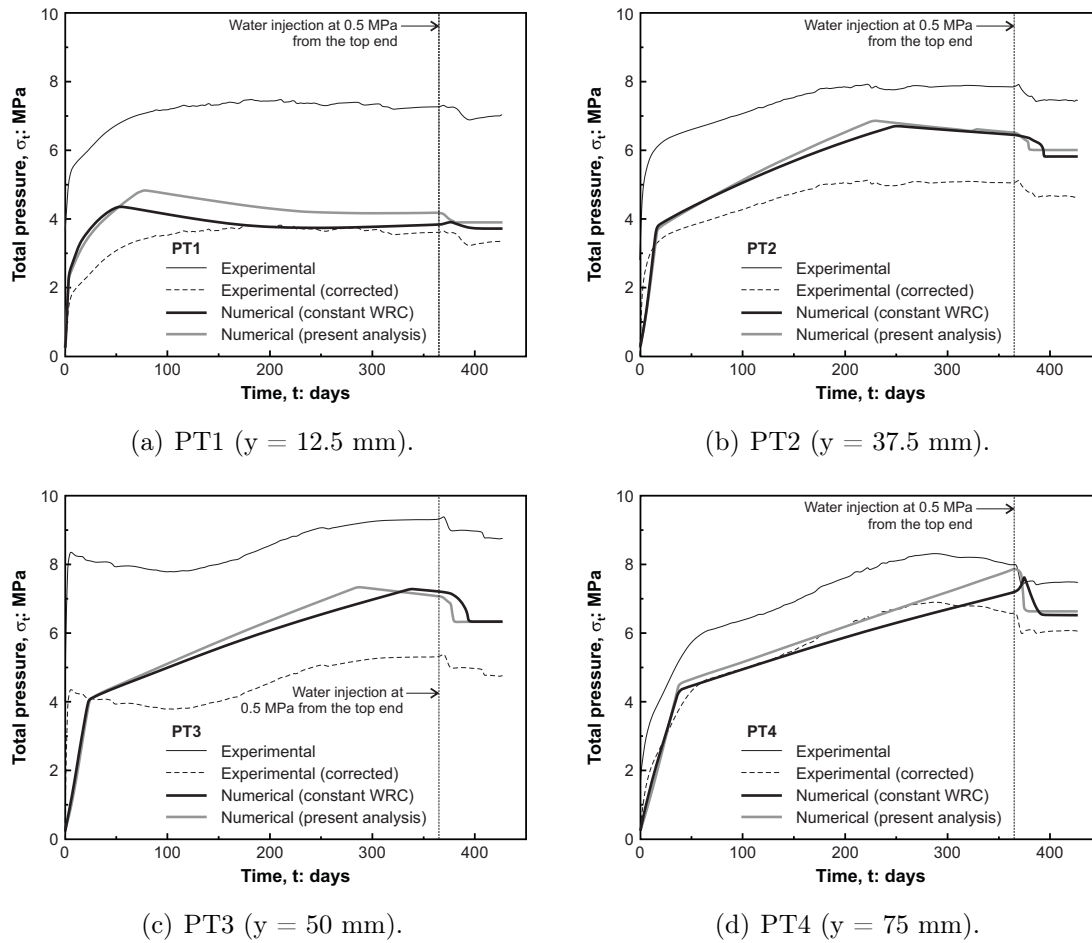 10
8
6
4
2
0
Total pressure, σt: MPa
Water injection at 0.5 MPa
from the top end
PT1
Experimental
Experimental (corrected)
Numerical (constant WRC)
Numerical (present analysis)
0 100 200 300 400
Time, t: days
(a) PT1 (y = 12.5 mm).
10
8
6
4
2
0
Total pressure, σt: MPa
Water injection at 0.5 MPa
from the top end
PT2
Experimental
Experimental (corrected)
Numerical (constant WRC)
Numerical (present analysis)
0 100 200 300 400
Time, t: days
(b) PT2 (y = 37.5 mm).
10
8
6
4
2
0
Total pressure, σt: MPa
Water injection at
0.5 MPa from the top end
PT3
Experimental
Experimental (corrected)
Numerical (constant WRC)
Numerical (present analysis)
0 100 200 300 400
Time, t: days
(c) PT3 (y = 50 mm).
10
8
6
4
2
0
Total pressure, σt: MPa
Water injection at 0.5 MPa
from the top end
PT4
Experimental
Experimental (corrected)
Numerical (constant WRC)
Numerical (present analysis)
0 100 200 300 400
Time, t: days
(d) PT4 (y = 75 mm).